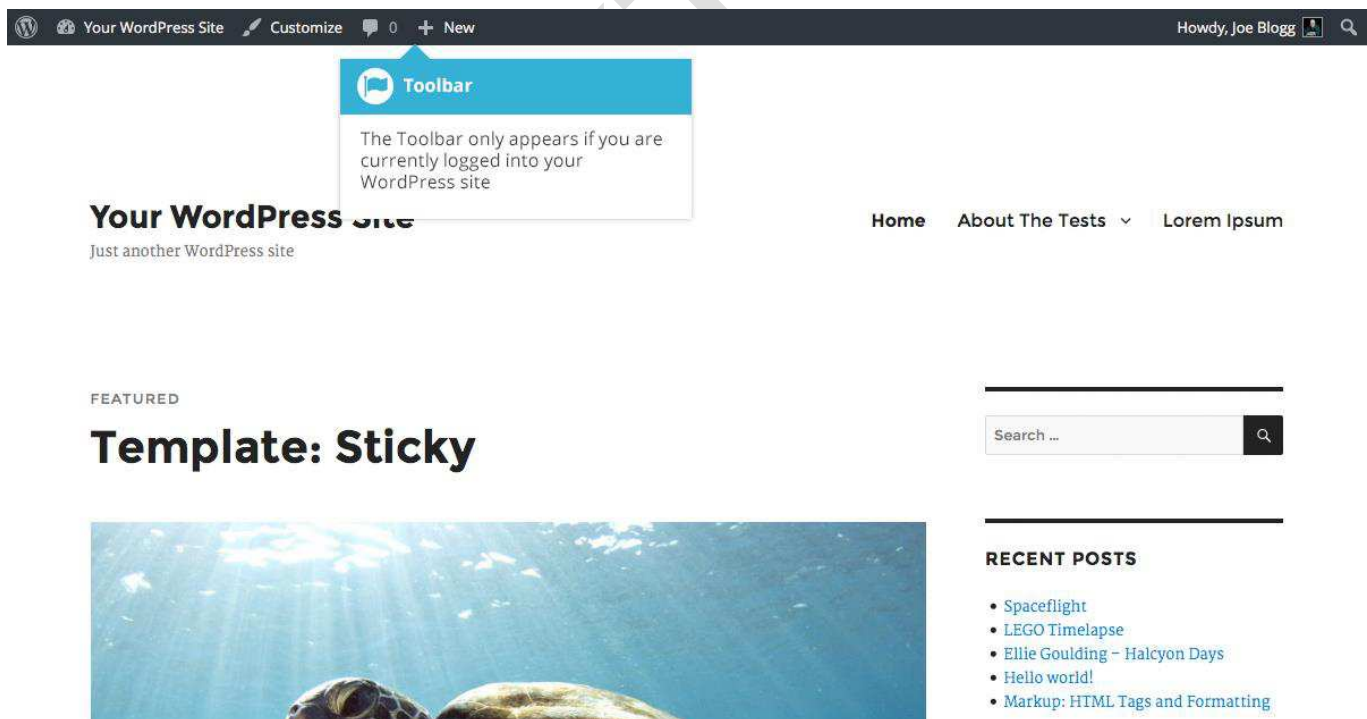 Your WordPress Site Customize 0 New Howdy, Joe Blogg
Toolbar
The Toolbar only appears if you are
currently logged into your
WordPress site
Your WordPress Site
Just another WordPress site
Home About The Tests Lorem Ipsum
FEATURED
Template: Sticky
Search ...
RECENT POSTS
• Spaceflight
• LEGO Timelapse
• Ellie Goulding – Halcyon Days
• Hello world!
• Markup: HTML Tags and Formatting